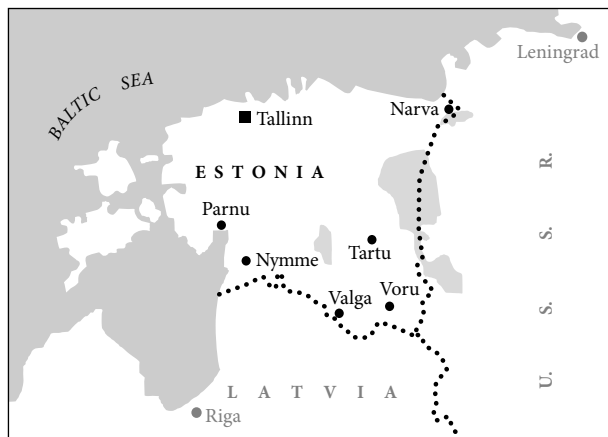 Leningrad
BALTIC SEA
Narva
Tallinn
ESTONIA
U. S. S. R.
Parnu
Tartu
Nymme
Valga
Voru
LATVIA
Riga